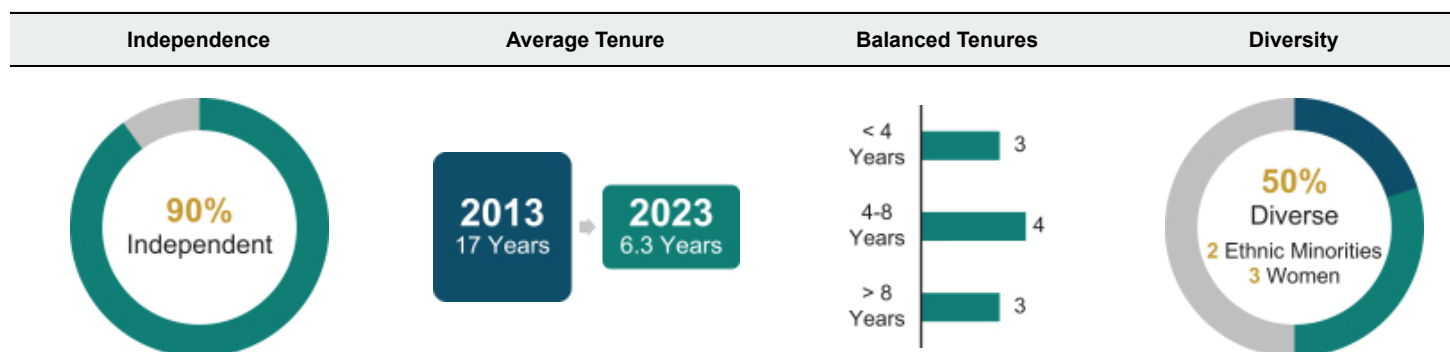 Independence
Average Tenure
Balanced Tenures
Diversity
90%
Independent
2013
17 Years
2023
6.3 Years
< 4
Years
3
4-8
Years
4
> 8
Years
3
50%
Diverse
2 Ethnic Minorities
3 Women